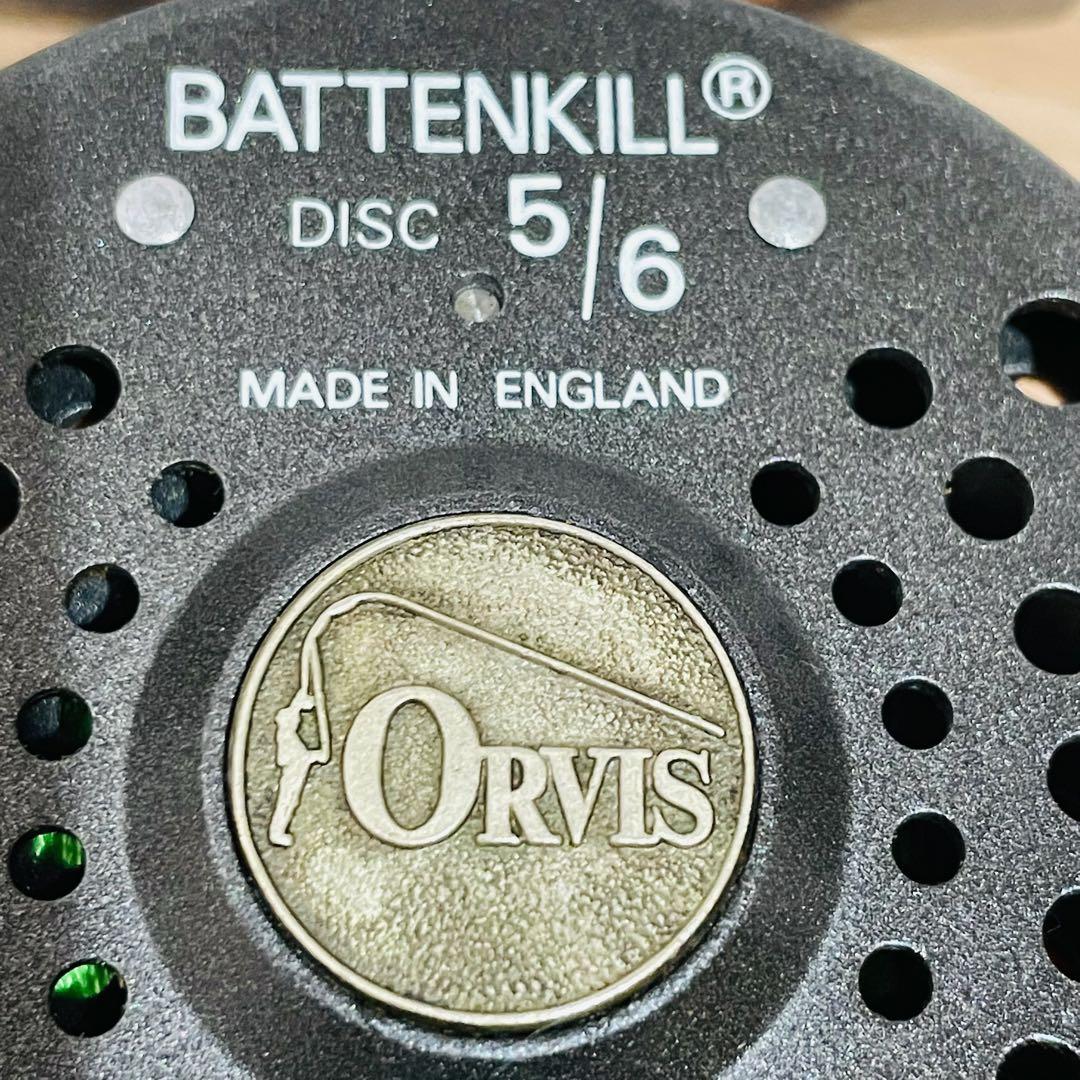 BATTENKILL®
DISC 5/6
MADE IN ENGLAND
ORVIS